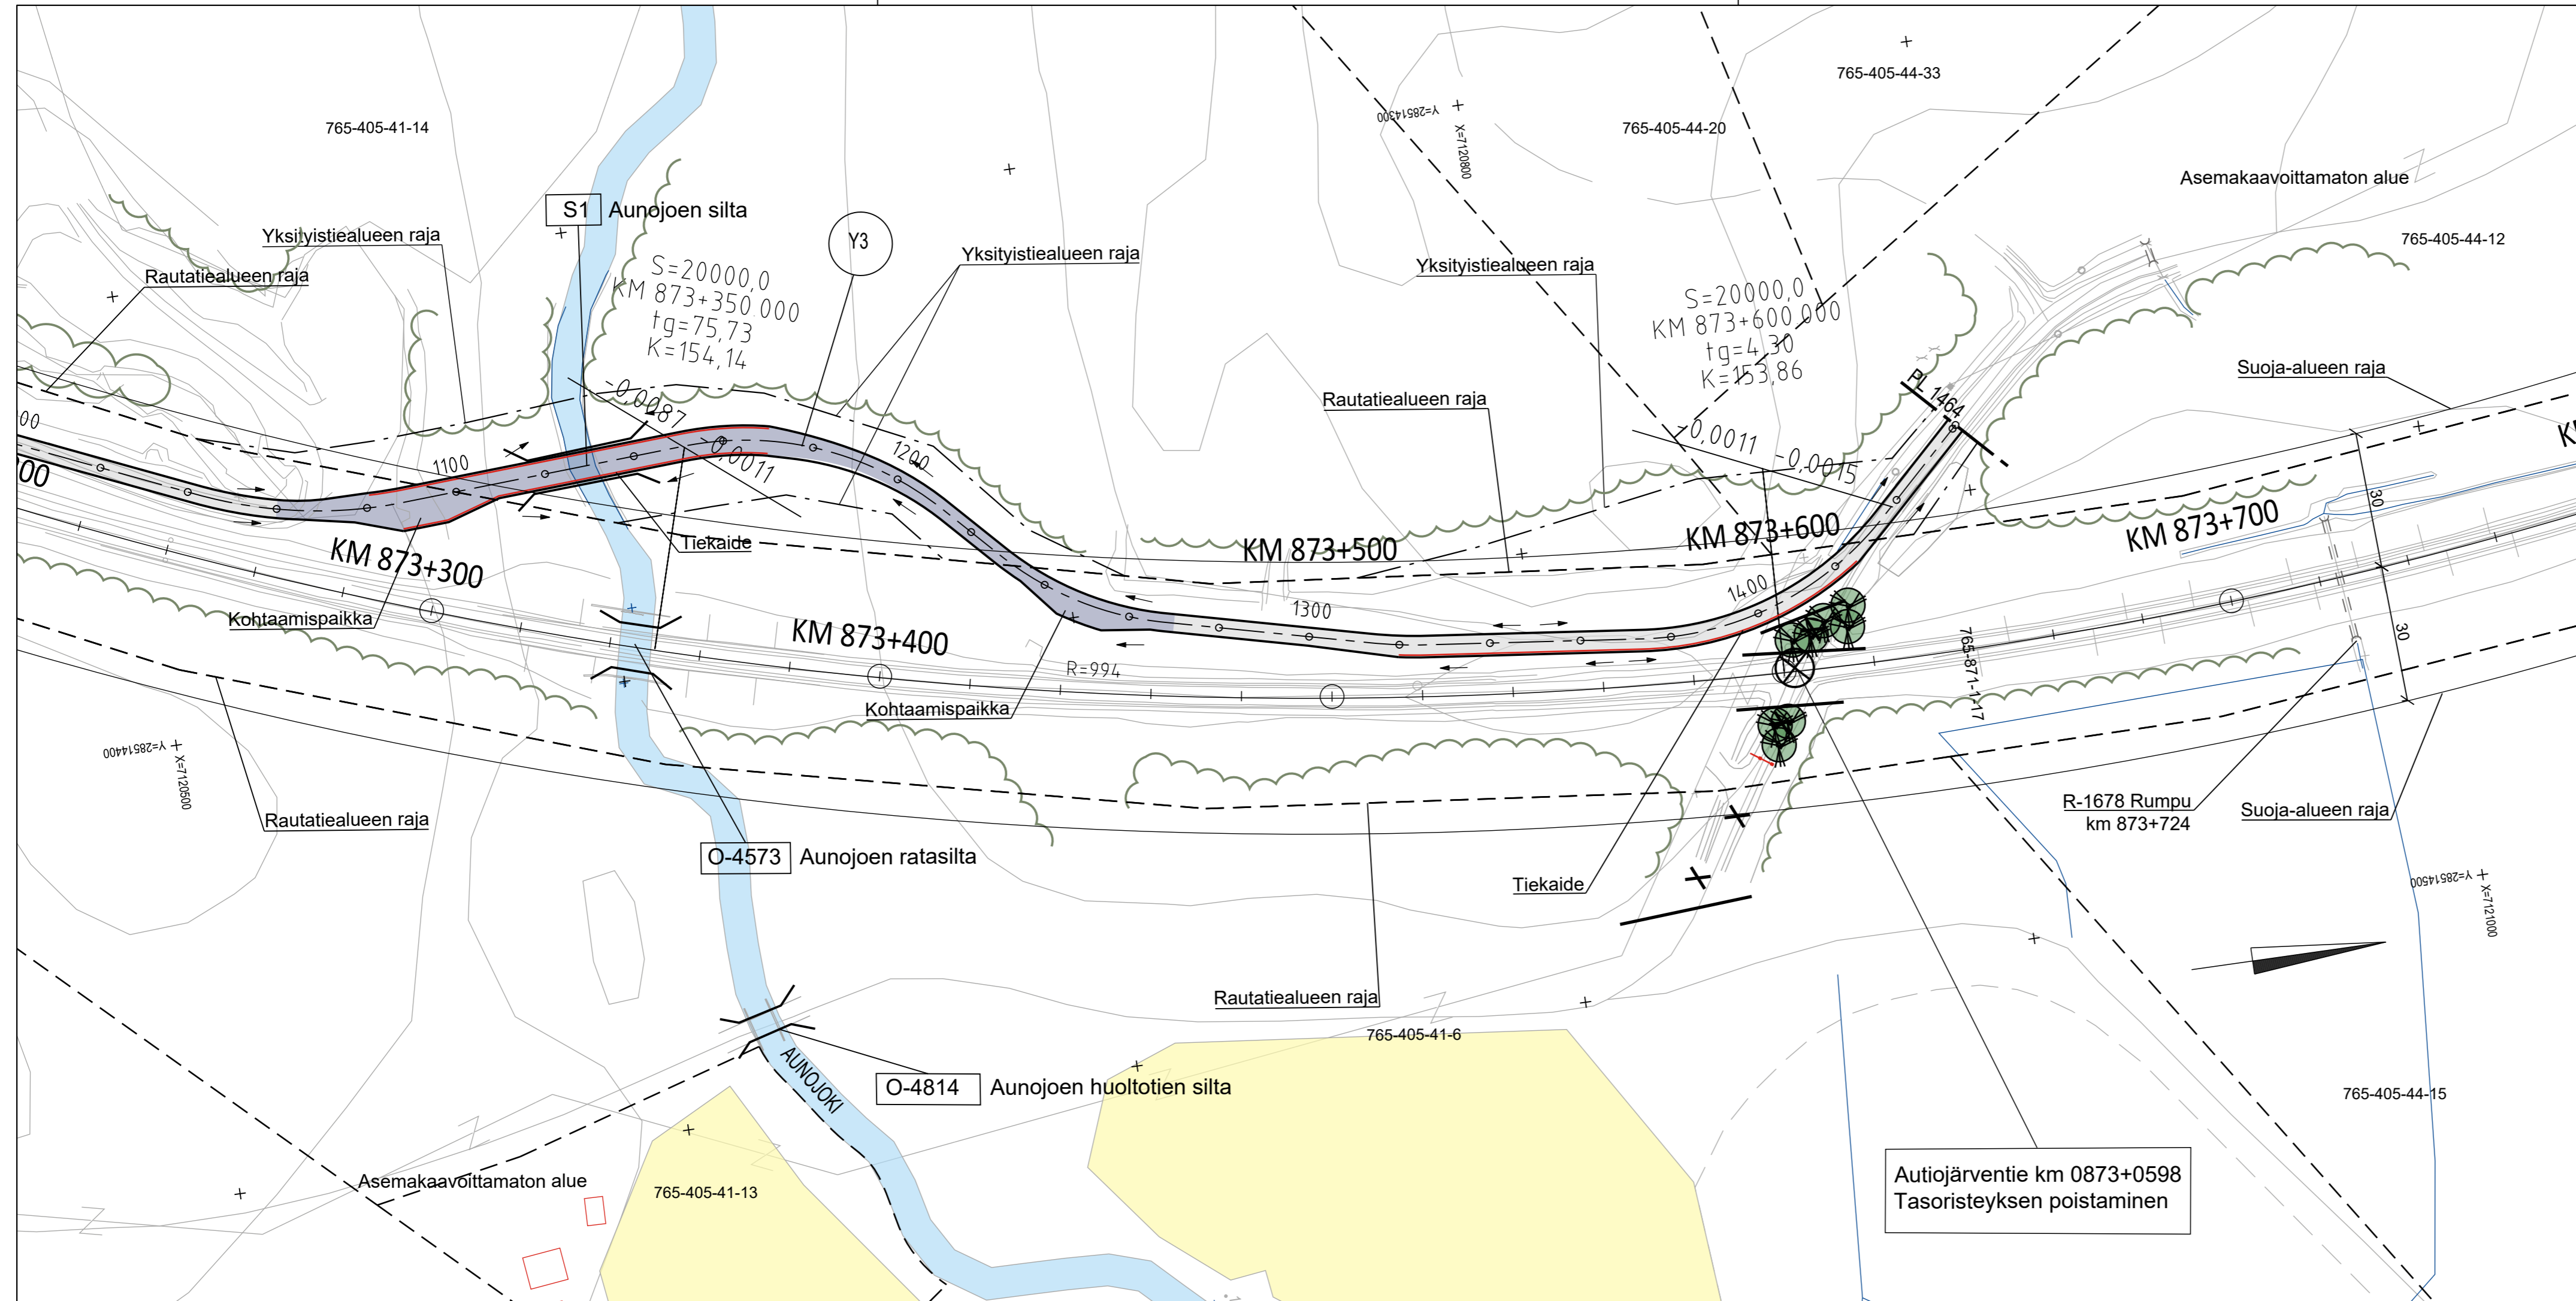 765-405-44-33
765-405-41-14
765-405-44-20
Y=28514300
X=7120800
Asemakaavoittamaton alue
765-405-44-12
S1 Aunojoen silta
Y3
Yksityistiealueen raja
Rautatiealueen raja
Yksityistiealueen raja
Yksityistiealueen raja
S=20000,0
KM 873+350.000
tg=75,73
K=154,14
S=20000,0
KM 873+600.000
tg=4,30
K=153,86
Suoja-alueen raja
Rautatiealueen raja
PL 1464
-0,0087
-0,0011
-0,0011
-0,0015
1100
1200
1300
1400
30
30
KM 873+300
KM 873+400
KM 873+500
KM 873+600
KM 873+700
Tiekaide
Kohtaamispaikka
Kohtaamispaikka
R=994
765-871-1-17
Y=28514400
X=7120500
Rautatiealueen raja
R-1678 Rumpu
km 873+724
Suoja-alueen raja
O-4573 Aunojoen ratasilta
Tiekaide
Y=28514500
X=7121000
Rautatiealueen raja
765-405-41-6
AUNOJOKI
O-4814 Aunojoen huoltotien silta
765-405-44-15
Asemakaavoittamaton alue
765-405-41-13
Autiojärventie km 0873+0598
Tasoristeyksen poistaminen